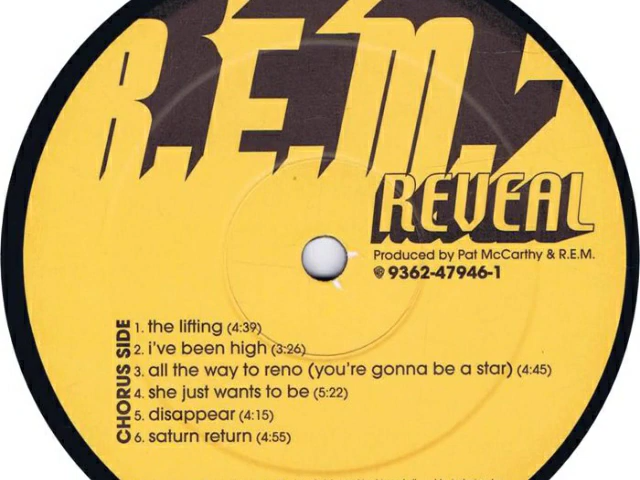 R.E.M.
REVEAL
Produced by Pat McCarthy & R.E.M.
9362-47946-1
CHORUS SIDE
1. the lifting (4:39)
2. i've been high (3:26)
3. all the way to reno (you're gonna be a star) (4:45)
4. she just wants to be (5:22)
5. disappear (4:15)
6. saturn return (4:55)